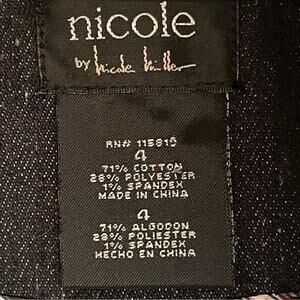 nicole
by Nicole Miller
RN# 115819
4
71% COTTON
28% POLYESTER
1% SPANDEX
MADE IN CHINA
4
71% ALGODON
28% POLIESTER
1% SPANDEX
HECHO EN CHINA